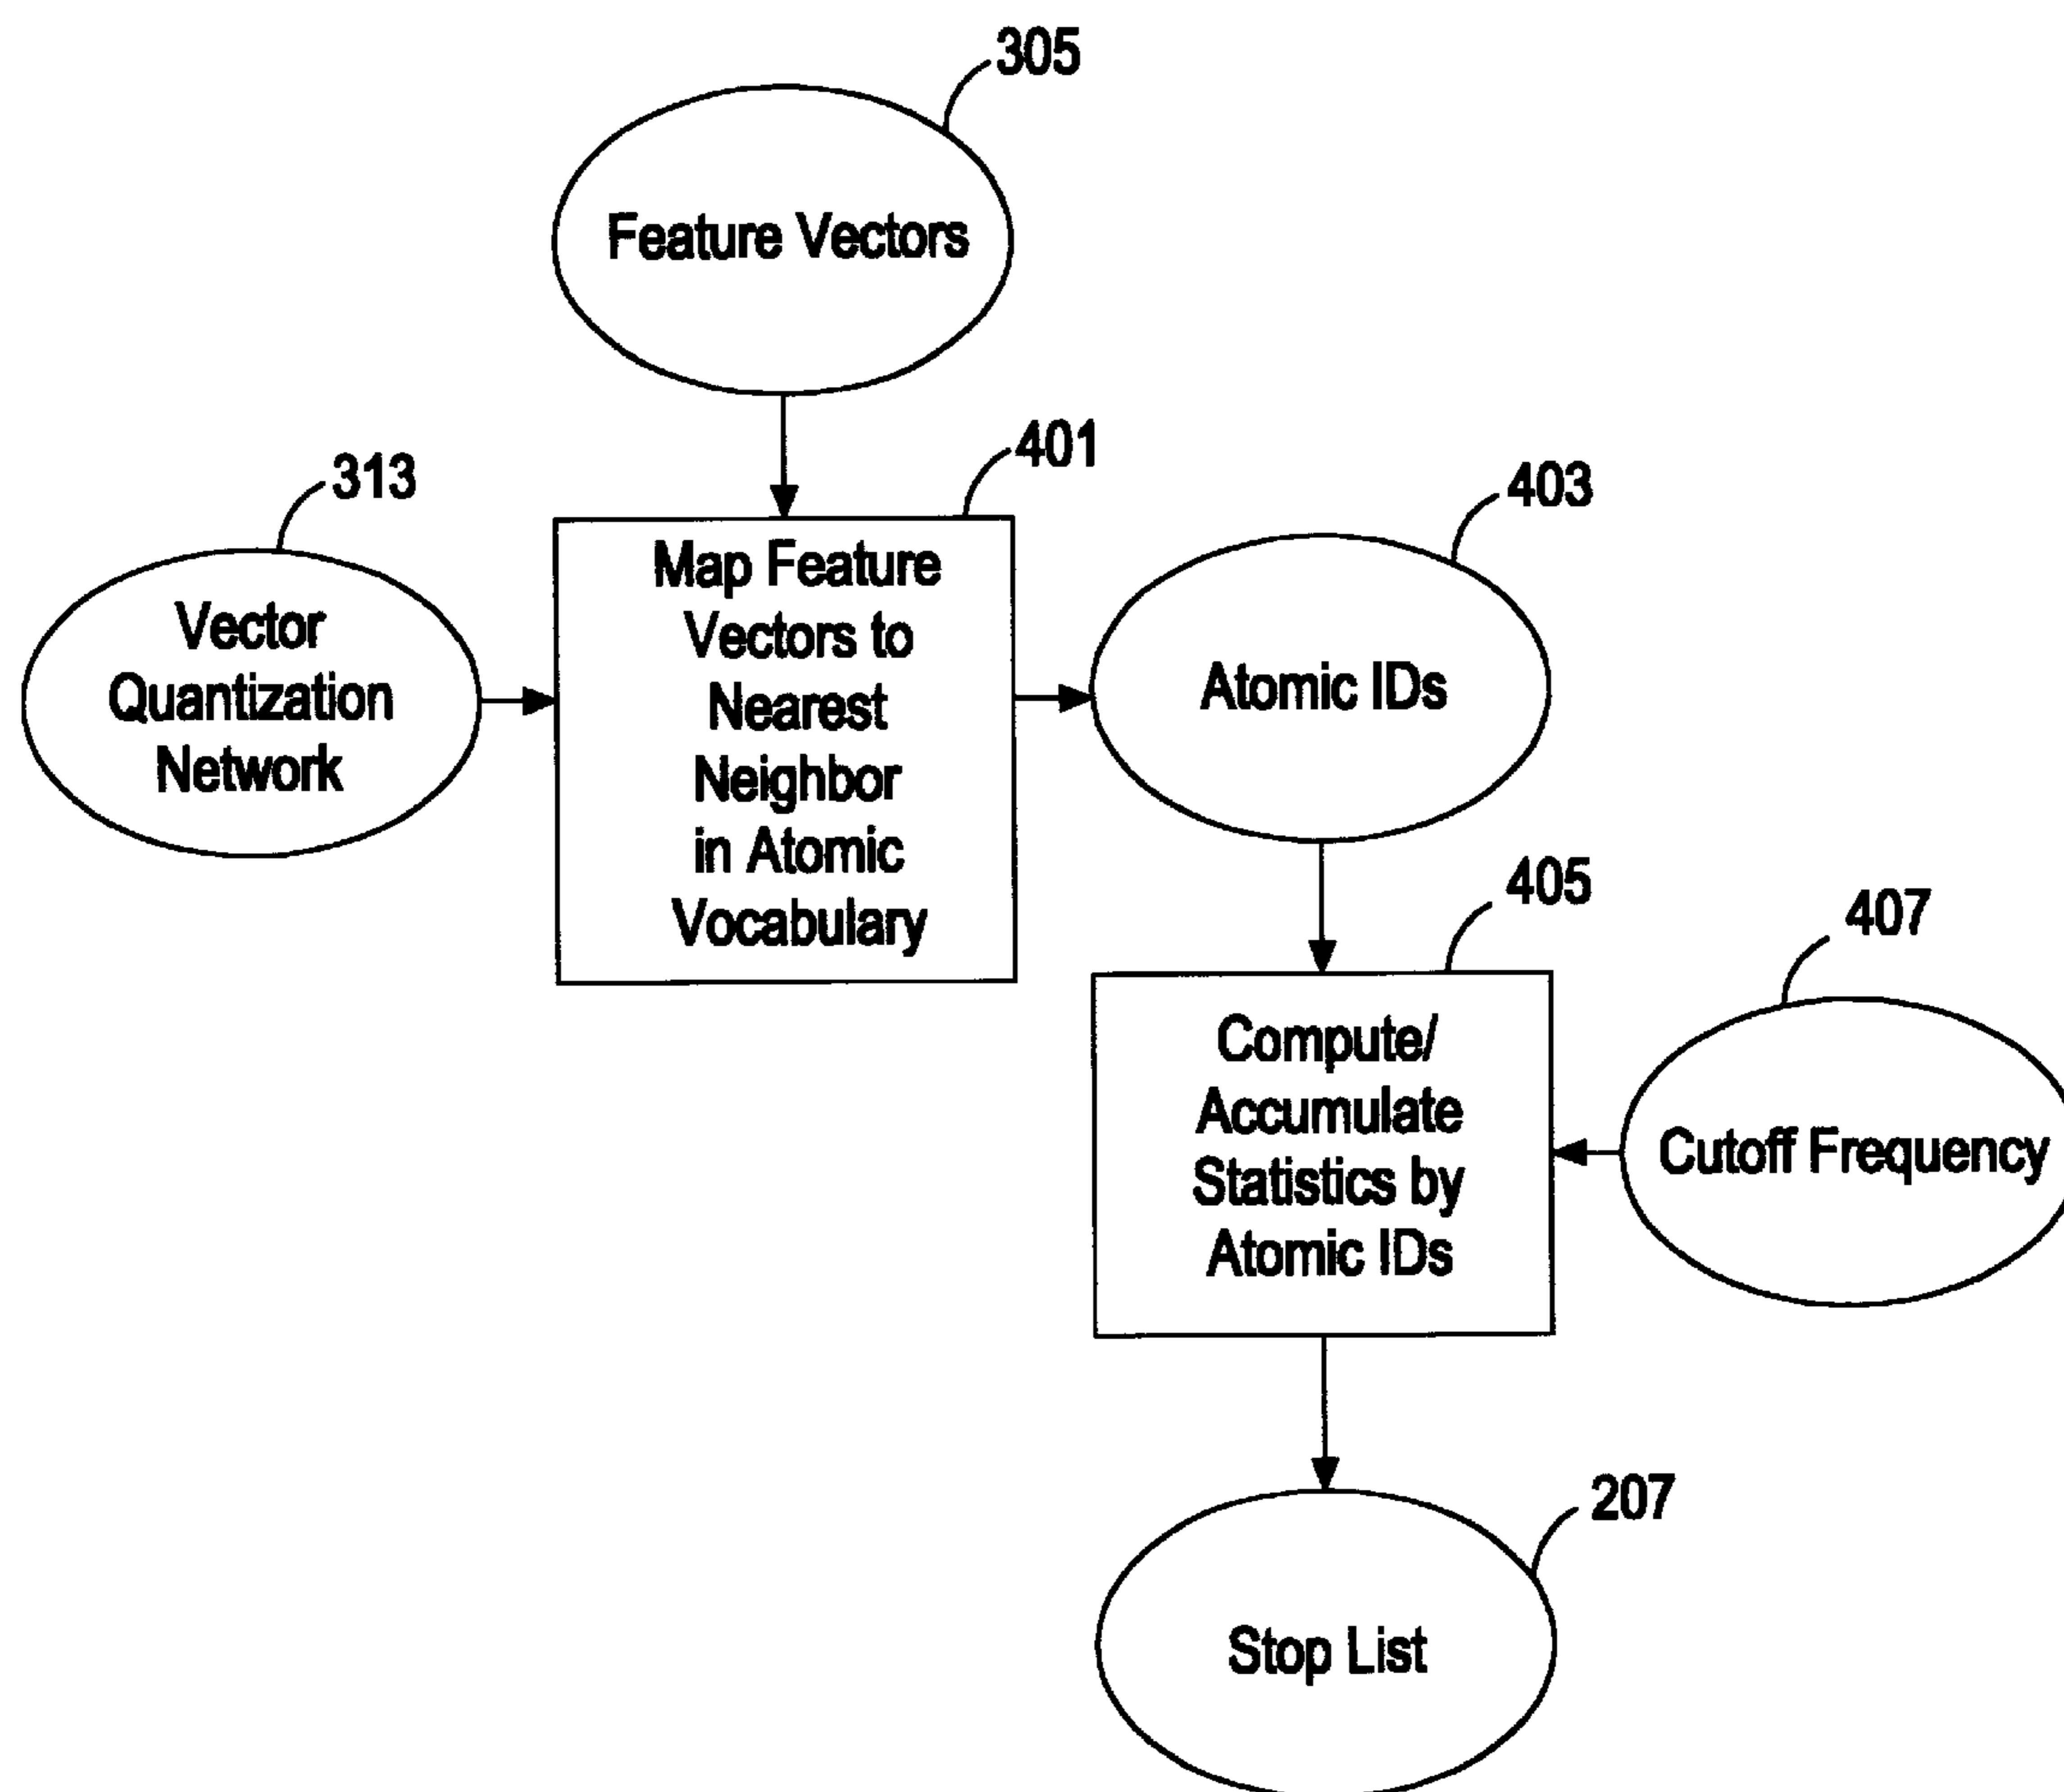 305
Feature Vectors
401
313
403
Map Feature
Vectors to
Nearest
Neighbor
in Atomic
Vocabulary
Vector
Quantization
Network
Atomic IDs
405
407
Compute/
Accumulate
Statistics by
Atomic IDs
Cutoff Frequency
207
Stop List